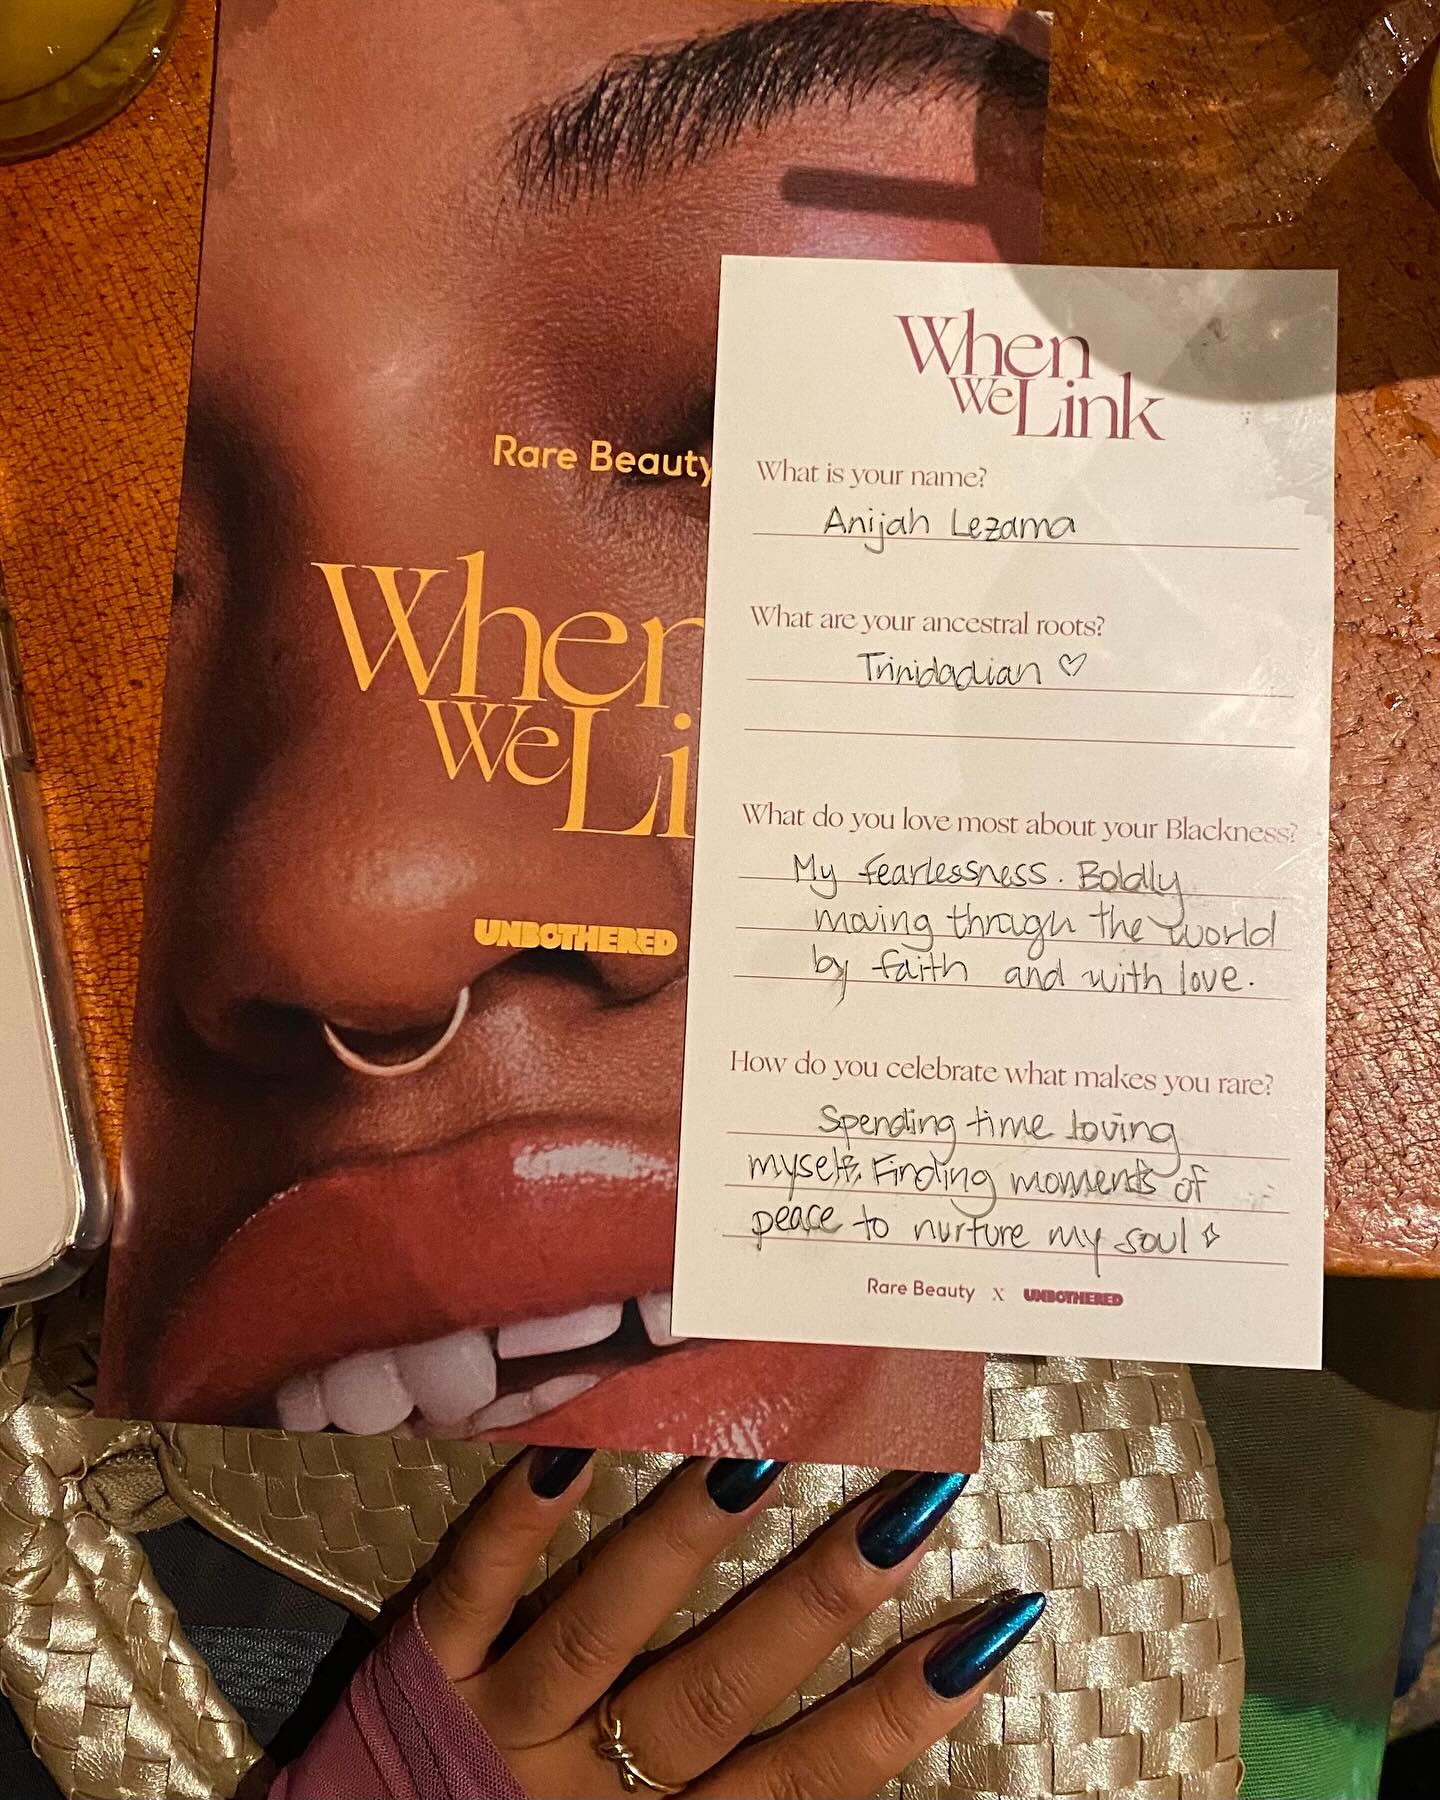 Rare Beauty
When
We Li
UNBOTHERED
When
We Link
What is your name?
Anijah Lezama
What are your ancestral roots?
Trinidadian ♡
What do you love most about your Blackness?
My fearlessness. Boldly
moving through the world
by faith and with love.
How do you celebrate what makes you rare?
Spending time loving
myself. Finding moments of
peace to nurture my soul ✧
Rare Beauty X UNBOTHERED